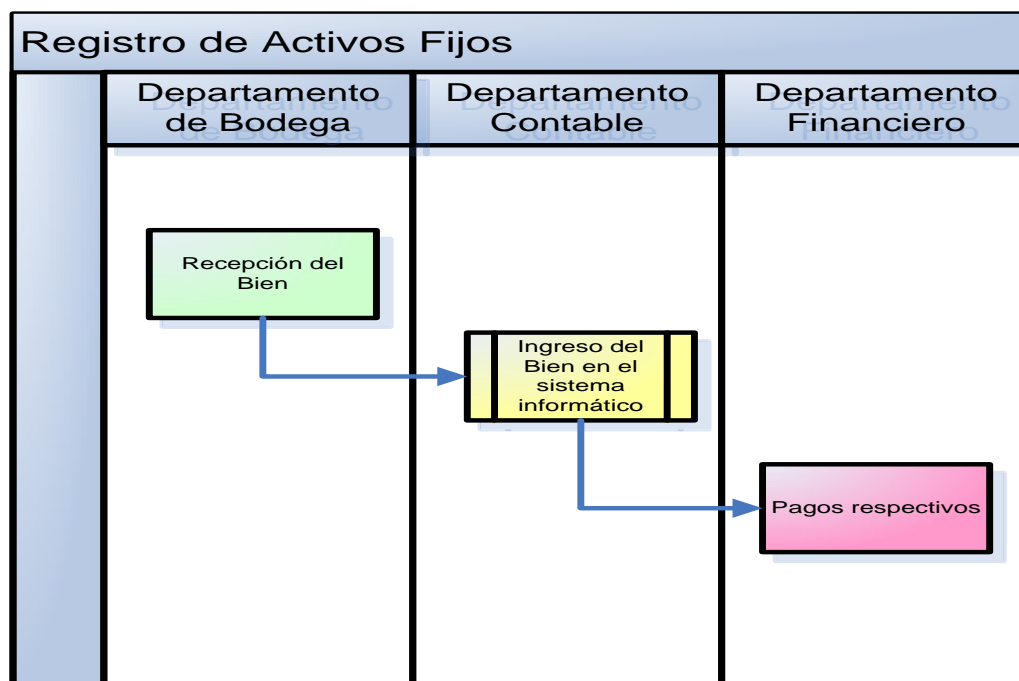 Registro de Activos Fijos
Departamento
de Bodega
Departamento
Contable
Departamento
Financiero
Recepción del
Bien
Ingreso del
Bien en el
sistema
informático
Pagos respectivos